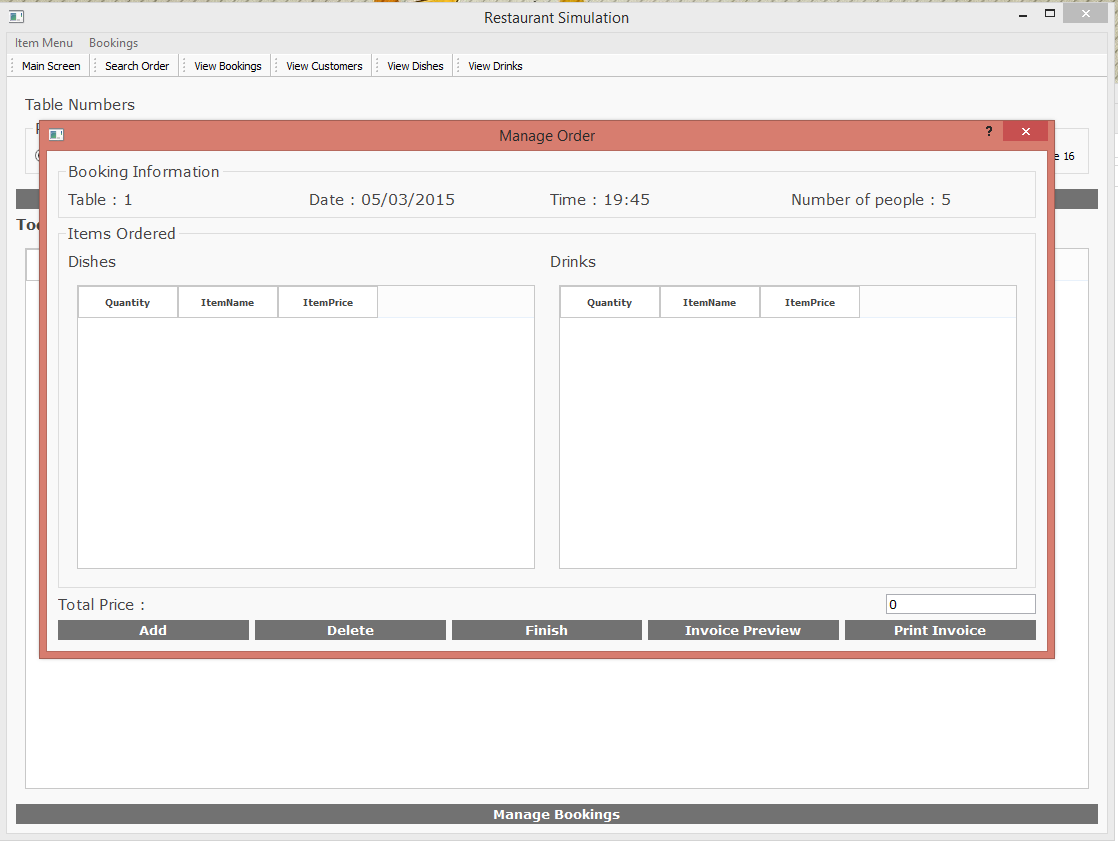 Restaurant Simulation
Item Menu Bookings
Main Screen Search Order View Bookings View Customers View Dishes View Drinks
Table Numbers
Manage Order ?
16
Booking Information
Table : 1 Date : 05/03/2015 Time : 19:45 Number of people : 5
Items Ordered
Dishes Drinks
Quantity ItemName ItemPrice Quantity ItemName ItemPrice
Total Price : 0
Add Delete Finish Invoice Preview Print Invoice
Manage Bookings